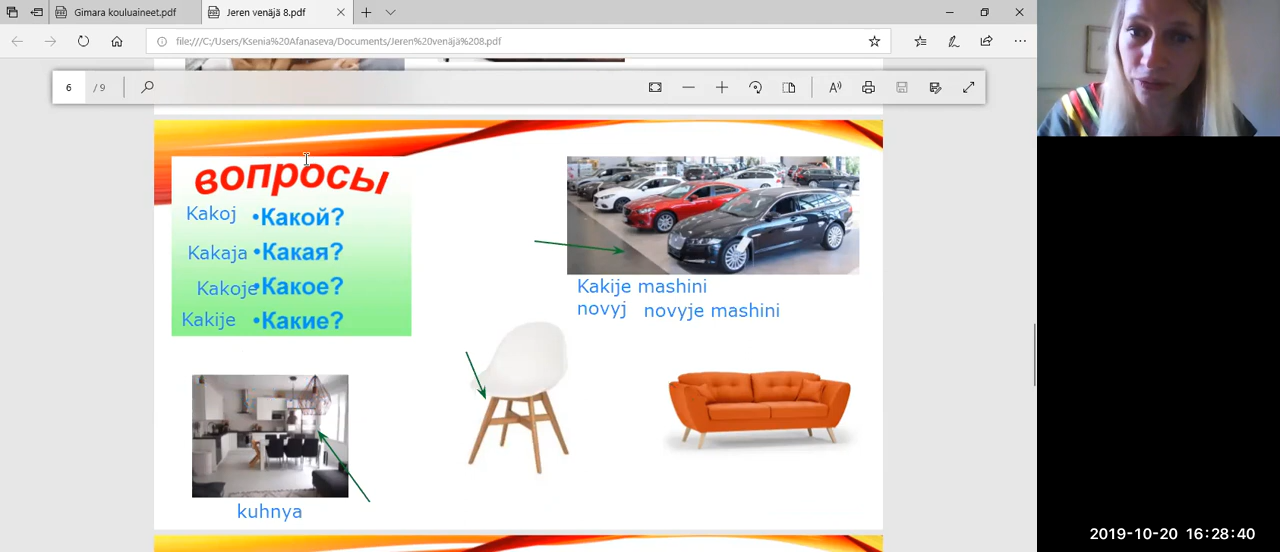 Gimara kouluaineet.pdf
Jeren venäjä 8.pdf
file:///C:/Users/Ksenia%20Afanaseva/Documents/Jeren%20venäjä%208.pdf
6 / 9
вопросы
Kakoj •Какой?
Kakaja •Какая?
Kakoje •Какое?
Kakije •Какие?
Kakije mashini
novyj novyje mashini
kuhnya
2019-10-20 16:28:40